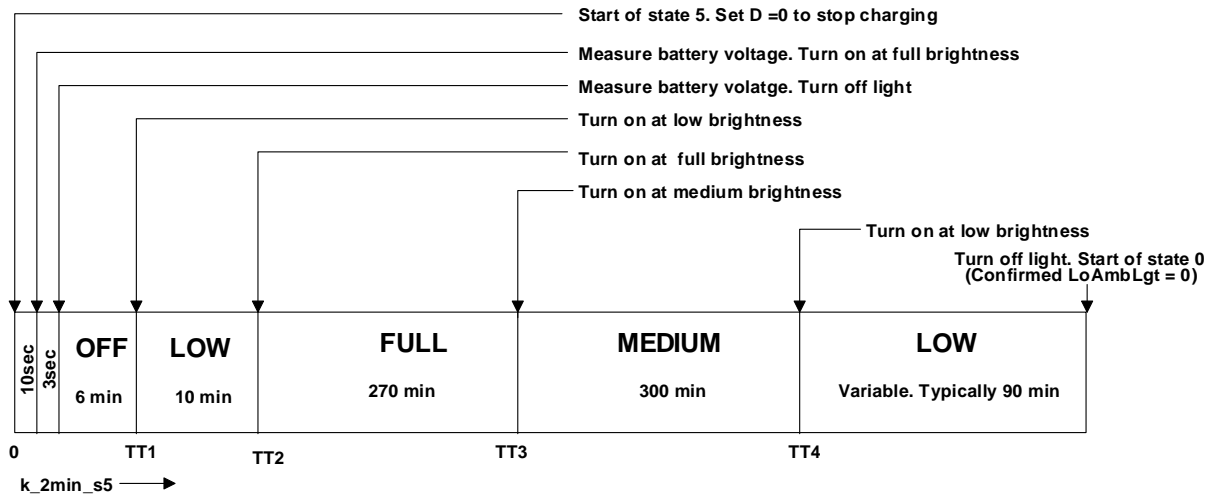 Start of state 5. Set D =0 to stop charging
Measure battery voltage. Turn on at full brightness
Measure battery volatge. Turn off light
Turn on at low brightness
Turn on at full brightness
Turn on at medium brightness
Turn on at low brightness
Turn off light. Start of state 0
(Confirmed LoAmbLgt = 0)
10sec
3sec
OFF
6 min
LOW
10 min
FULL
270 min
MEDIUM
300 min
LOW
Variable. Typically 90 min
0
TT1
TT2
TT3
TT4
k_2min_s5